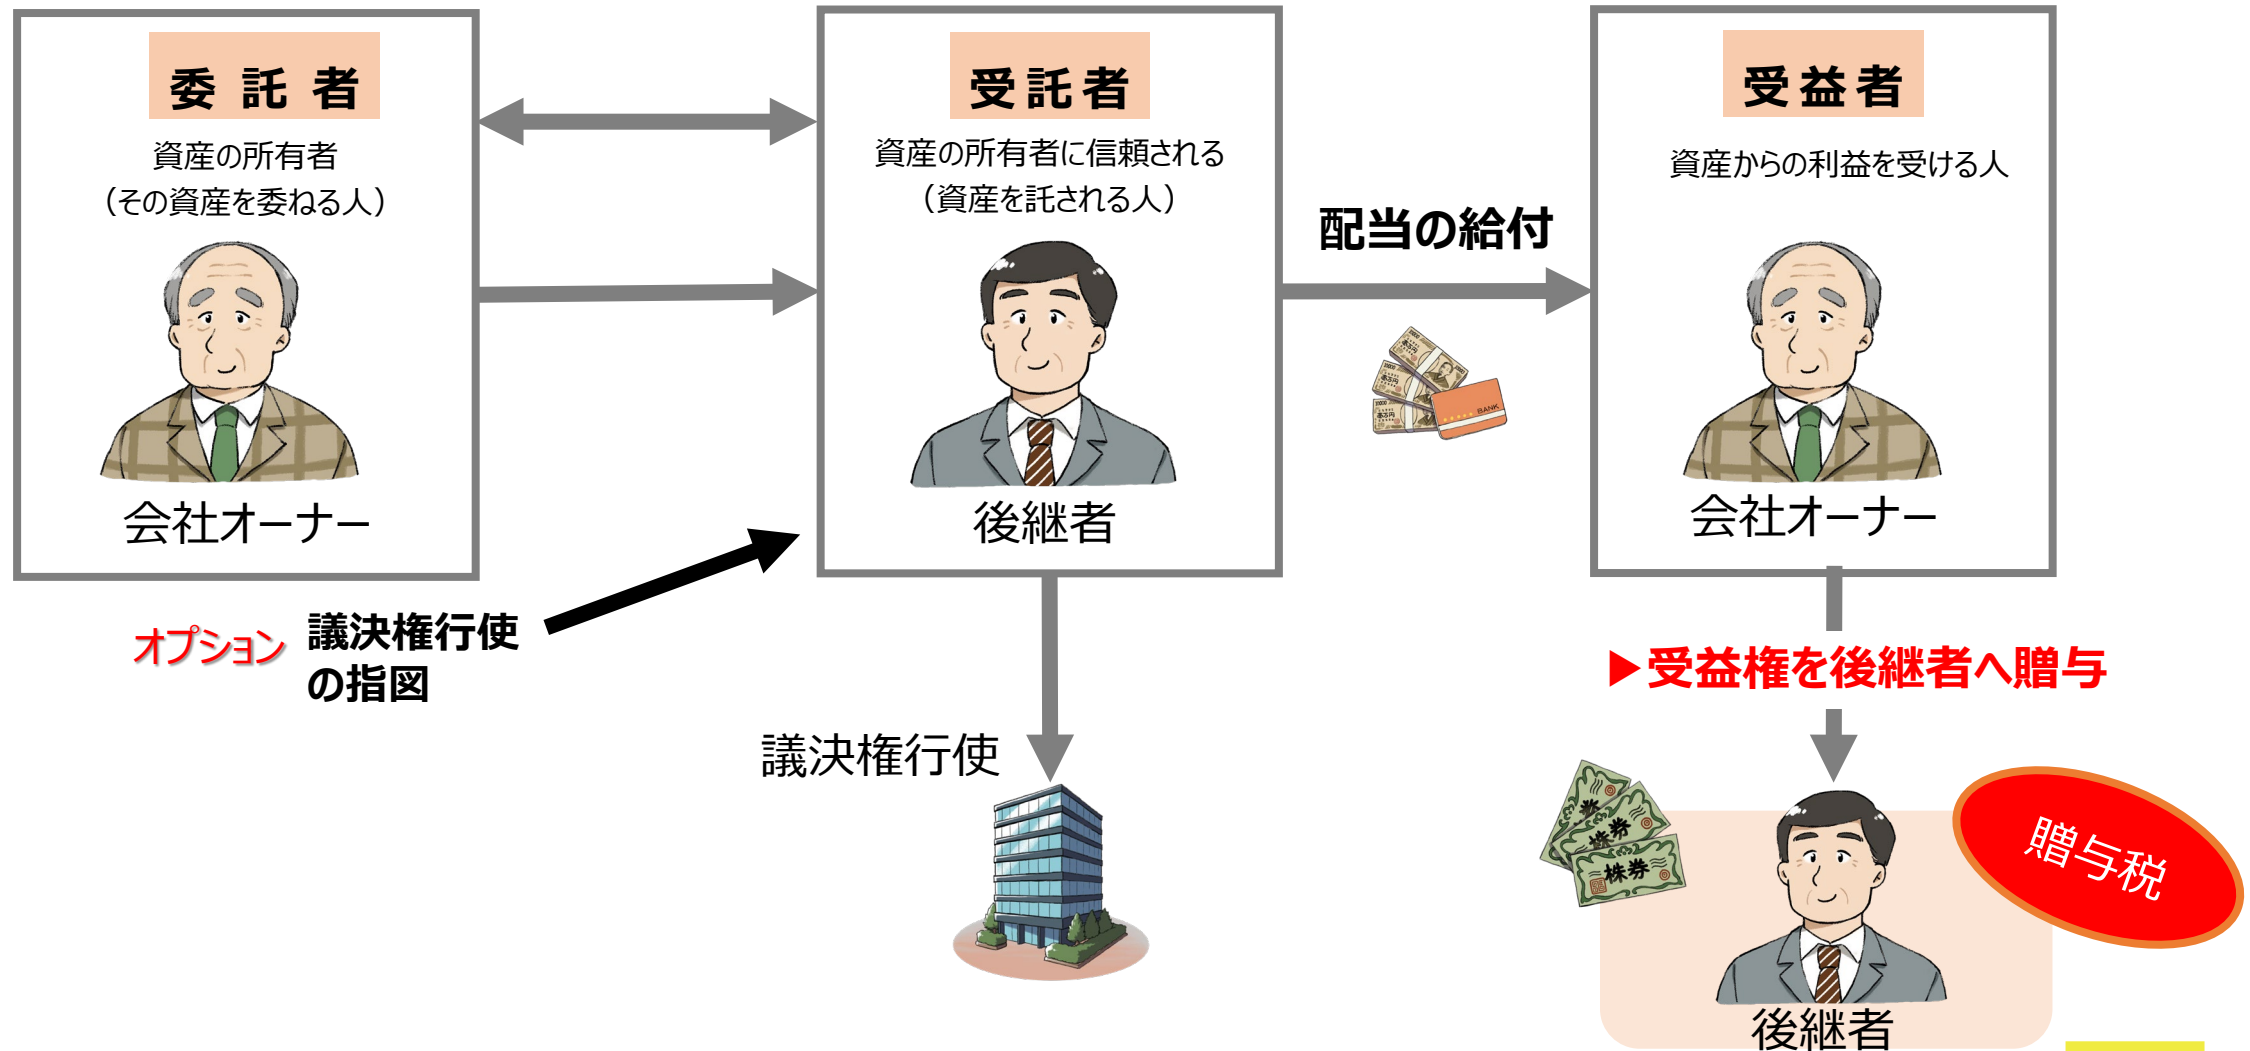 委託者
資産の所有者
（その資産を委ねる人）
会社オーナー
受託者
資産の所有者に信頼される
（資産を託される人）
後継者
配当の給付
BANK
受益者
資産からの利益を受ける人
会社オーナー
オプション
議決権行使
の指図
議決権行使
▶受益権を後継者へ贈与
株券
株券
株券
贈与税
後継者